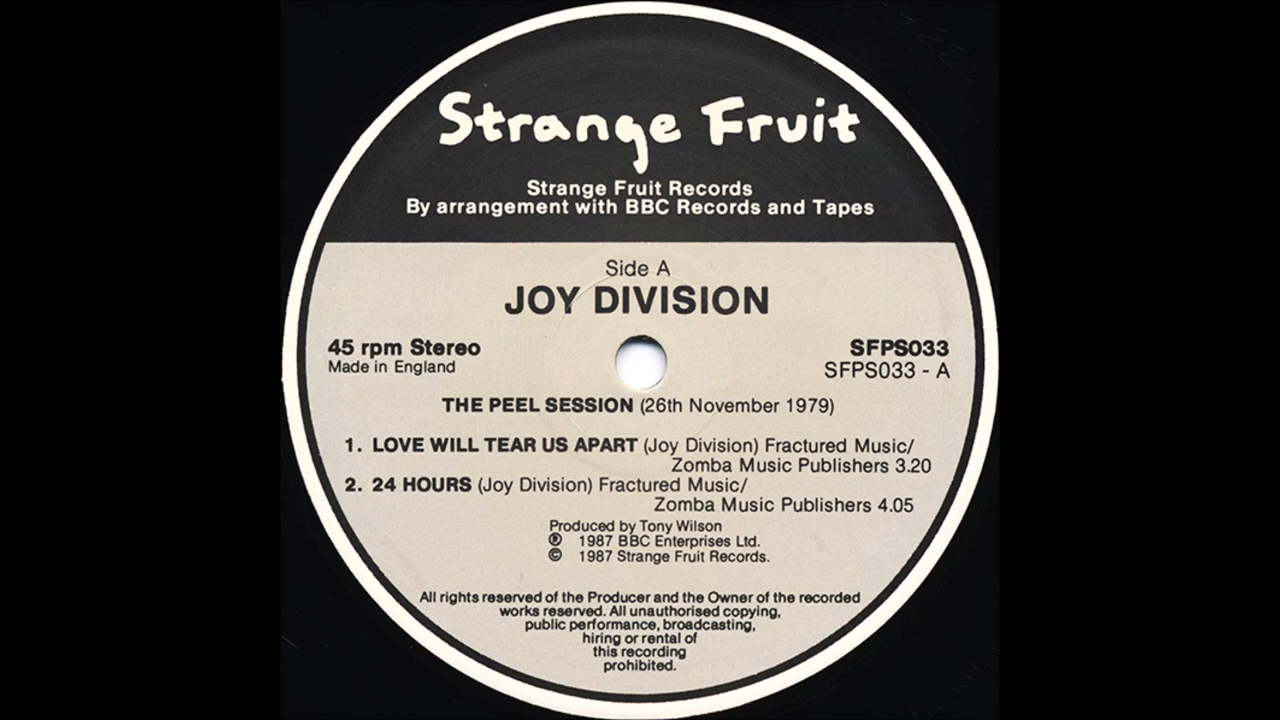 Strange Fruit
Strange Fruit Records
By arrangement with BBC Records and Tapes
Side A
JOY DIVISION
45 rpm Stereo
Made in England
SFPS033
SFPS033 - A
THE PEEL SESSION (26th November 1979)
1. LOVE WILL TEAR US APART (Joy Division) Fractured Music/
Zomba Music Publishers 3.20
2. 24 HOURS (Joy Division) Fractured Music/
Zomba Music Publishers 4.05
Produced by Tony Wilson
℗ 1987 BBC Enterprises Ltd.
© 1987 Strange Fruit Records.
All rights reserved of the Producer and the Owner of the recorded
works reserved. All unauthorised copying,
public performance, broadcasting,
hiring or rental of
this recording
prohibited.